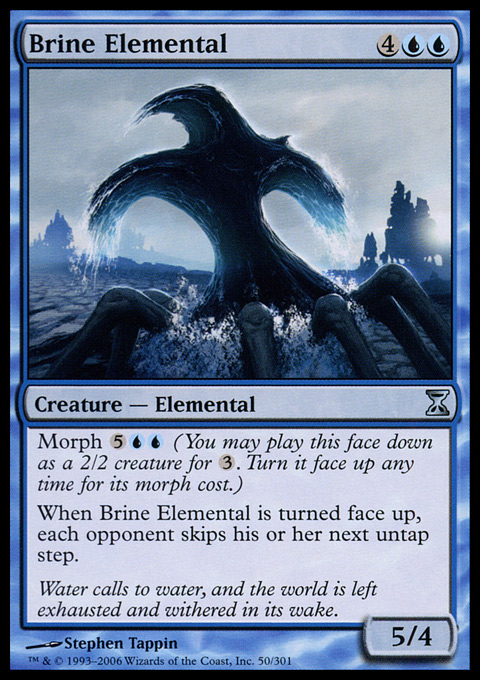 Brine Elemental 4
Creature — Elemental
Morph 5 (You may play this face down
as a 2/2 creature for 3. Turn it face up any
time for its morph cost.)
When Brine Elemental is turned face up,
each opponent skips his or her next untap
step.
Water calls to water, and the world is left
exhausted and withered in its wake.
Stephen Tappin
5/4
™ & © 1993–2006 Wizards of the Coast, Inc. 50/301